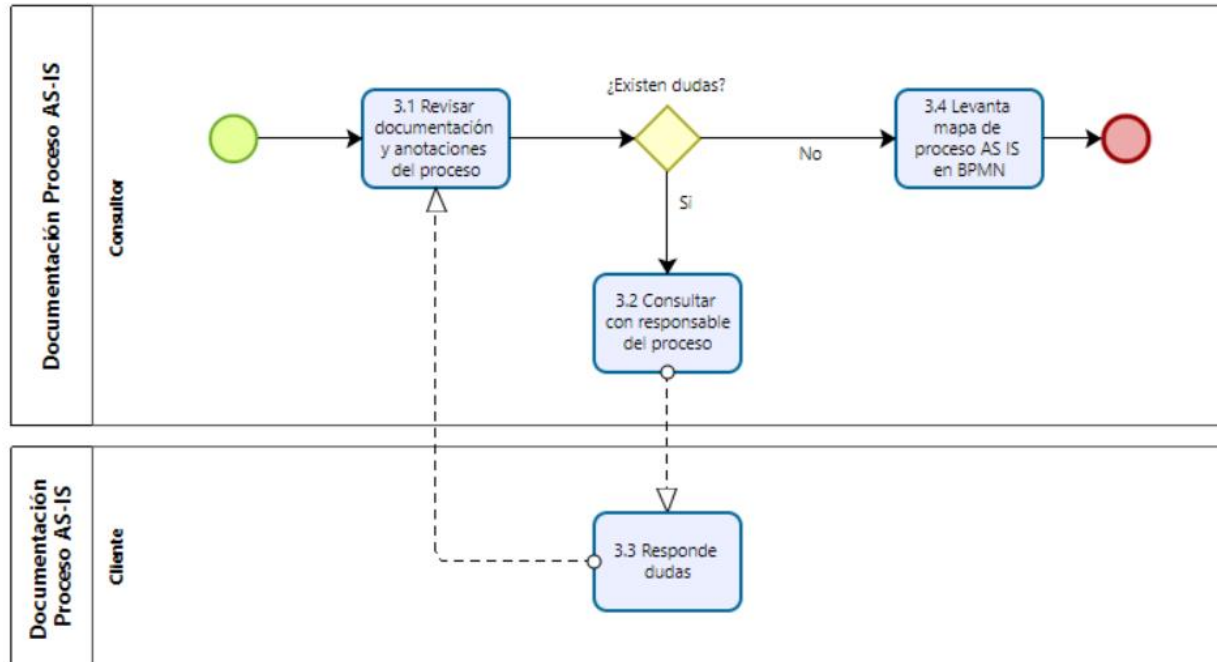 Documentación Proceso AS-IS
Consultor
3.1 Revisar
documentación
y anotaciones
del proceso
¿Existen dudas?
No
Si
3.4 Levanta
mapa de
proceso AS IS
en BPMN
3.2 Consultar
con responsable
del proceso
Documentación
Proceso AS-IS
Cliente
3.3 Responde
dudas